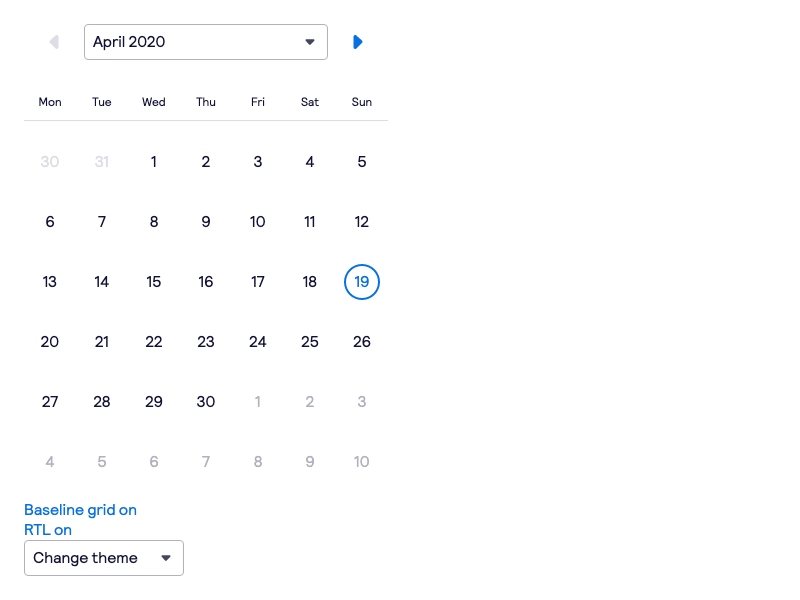 April 2020
Mon Tue Wed Thu Fri Sat Sun
30 31 1 2 3 4 5
6 7 8 9 10 11 12
13 14 15 16 17 18 19
20 21 22 23 24 25 26
27 28 29 30 1 2 3
4 5 6 7 8 9 10
Baseline grid on
RTL on
Change theme